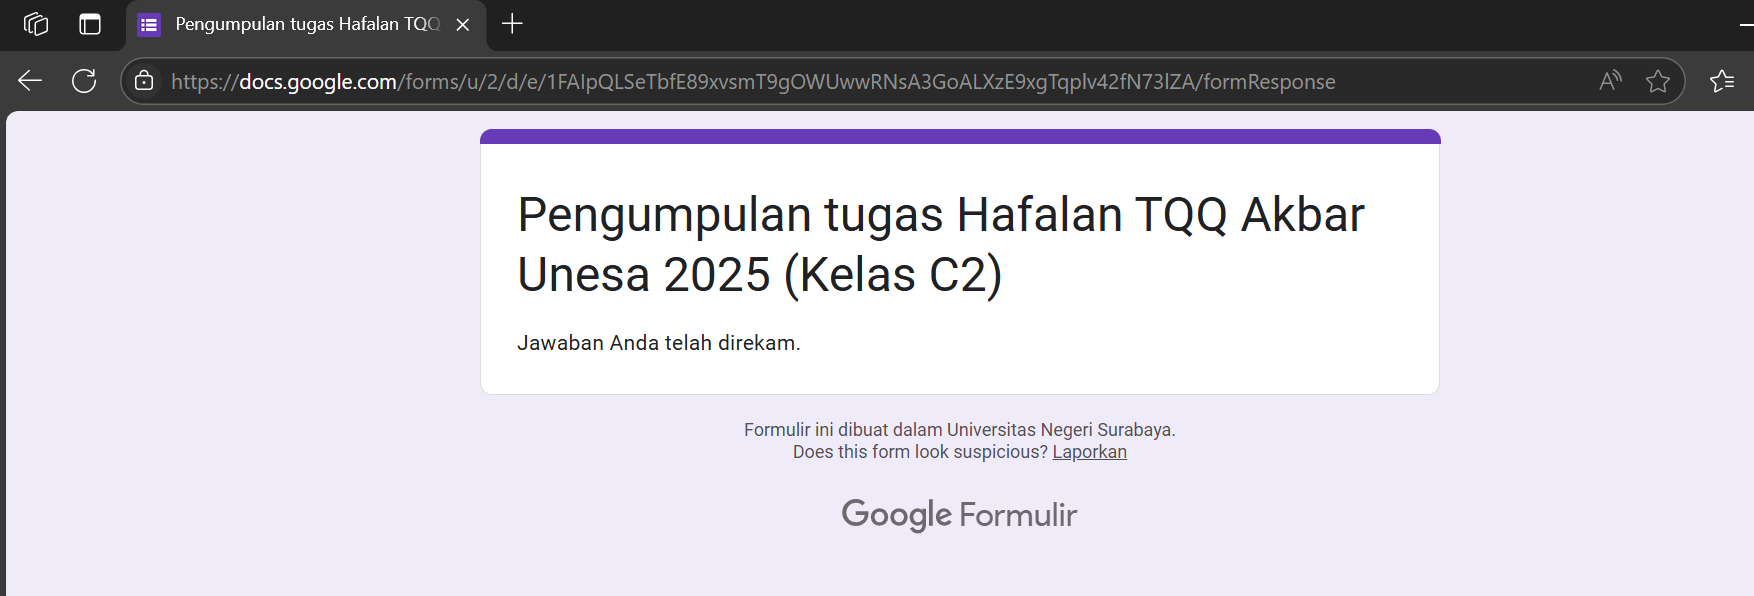 Pengumpulan tugas Hafalan TQQ
https://docs.google.com/forms/u/2/d/e/1FAIpQLSeTbfE89xvsmT9gOWUwwRNsA3GoALXzE9xgTqplv42fN73lZA/formResponse
Pengumpulan tugas Hafalan TQQ Akbar
Unesa 2025 (Kelas C2)
Jawaban Anda telah direkam.
Formulir ini dibuat dalam Universitas Negeri Surabaya.
Does this form look suspicious? Laporkan
Google Formulir